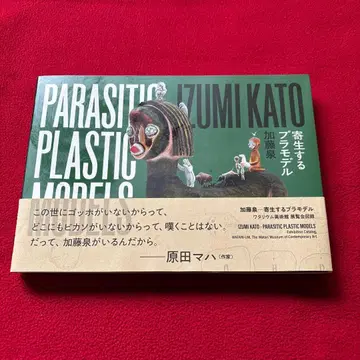 PARASITIC IZUMI KATO
PLASTIC
MODELS
寄生する
プラモデル
加藤泉
この世にゴッホがいないからって、
どこにもピカソがいないからって、嘆くことはない。
だって、加藤泉がいるんだから。
——原田マハ（作家）
加藤泉－寄生するプラモデル
ワタリウム美術館 展覧会図録
IZUMI KATO - PARASITIC PLASTIC MODELS
Exhibition Catalog
WATARI-UM, The Watari Museum of Contemporary Art